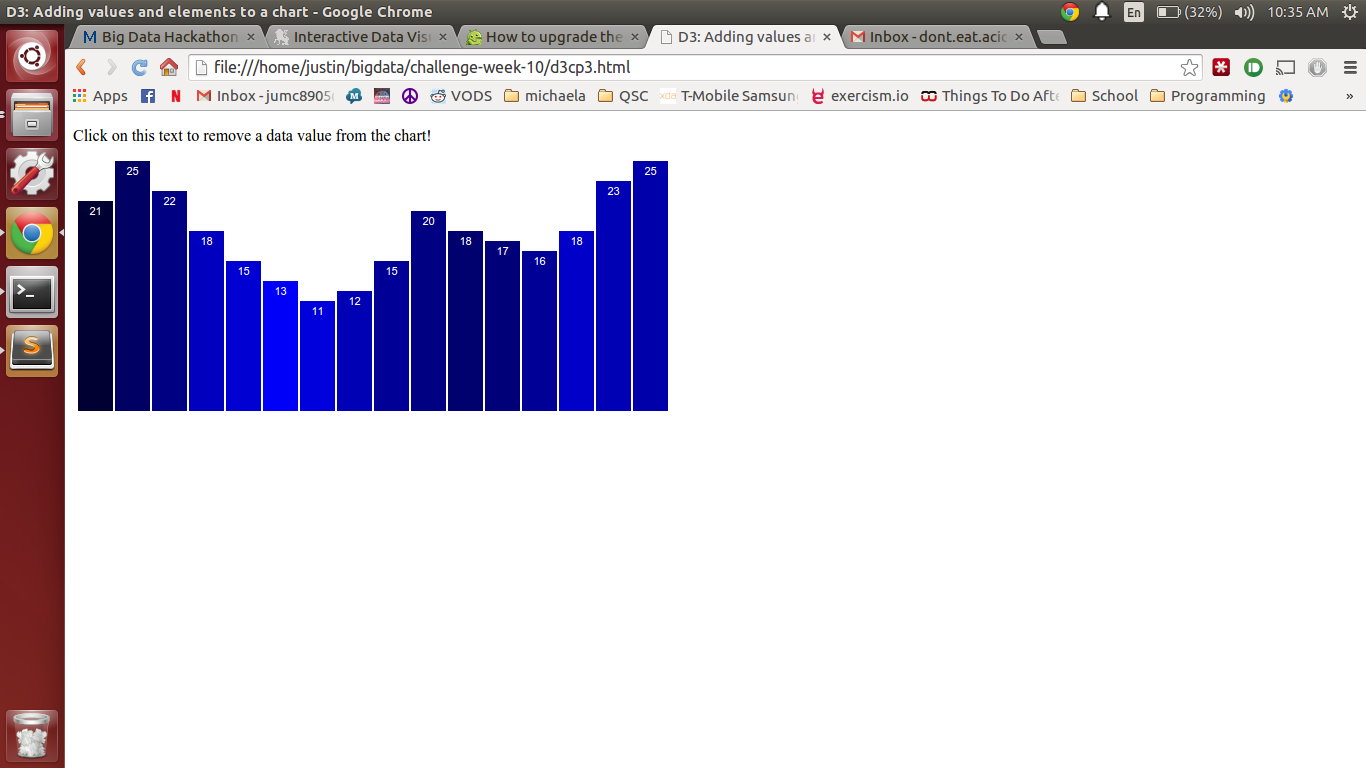 D3: Adding values and elements to a chart - Google Chrome
En (32%) 10:35 AM
Big Data Hackathon
Interactive Data Vis
How to upgrade the
D3: Adding values a
Inbox - dont.eat.acid
file:///home/justin/bigdata/challenge-week-10/d3cp3.html
Apps
Inbox - jumc8905
VODS
michaela
QSC
xda
T-Mobile Samsun
exercism.io
Things To Do Afte
School
Programming
»
Click on this text to remove a data value from the chart!
21 25 22 18 15 13 11 12 15 20 18 17 16 18 23 25